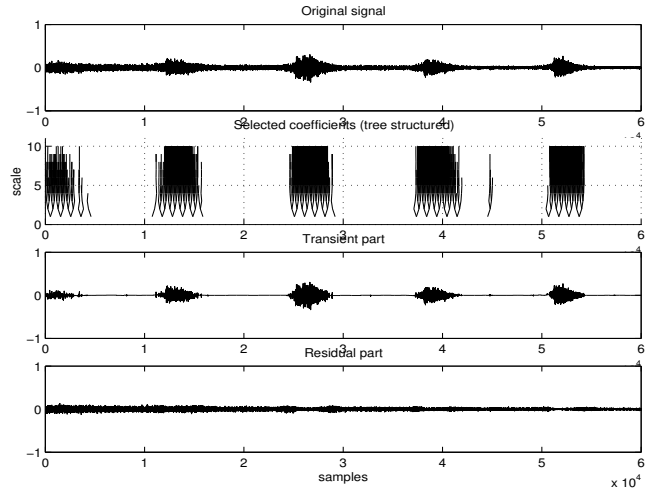 Original signal
1
0
−1
0 1 2 3 4 5 6
Selected coefficients (tree structured)
10
5
0
scale
0 1 2 3 4 5 6
Transient part
1
0
−1
0 1 2 3 4 5 6
Residual part
1
0
−1
0 1 2 3 4 5 6
samples
x 10⁴